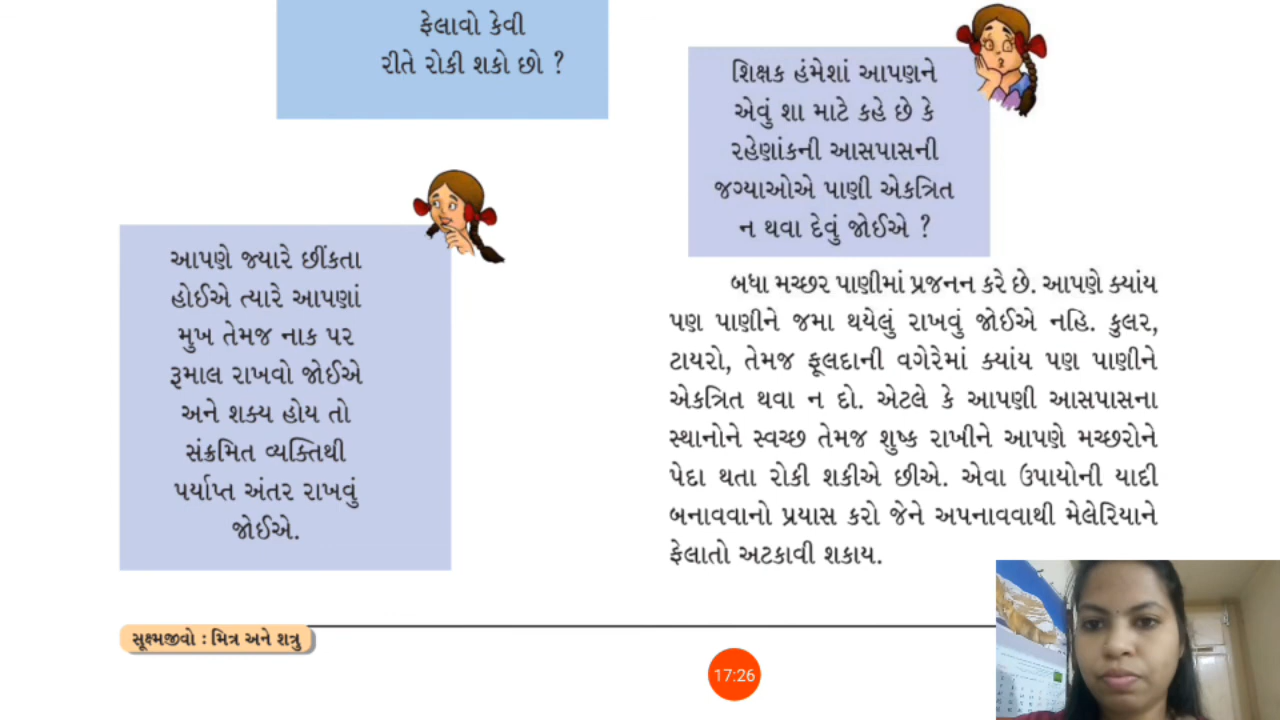 ફેલાવો કેવી
રીતે રોકી શકો છો ?
આપણે જ્યારે છીંકતા
હોઈએ ત્યારે આપણાં
મુખ તેમજ નાક પર
રૂમાલ રાખવો જોઈએ
અને શક્ય હોય તો
સંક્રમિત વ્યક્તિથી
પર્યાપ્ત અંતર રાખવું
જોઈએ.
શિક્ષક હંમેશાં આપણને
એવું શા માટે કહે છે કે
રહેણાંકની આસપાસની
જગ્યાઓએ પાણી એકત્રિત
ન થવા દેવું જોઈએ ?
બધા મચ્છર પાણીમાં પ્રજનન કરે છે. આપણે ક્યાંય
પણ પાણીને જમા થયેલું રાખવું જોઈએ નહિ. કુલર,
ટાયરો, તેમજ ફૂલદાની વગેરેમાં ક્યાંય પણ પાણીને
એકત્રિત થવા ન દો. એટલે કે આપણી આસપાસના
સ્થાનોને સ્વચ્છ તેમજ શુષ્ક રાખીને આપણે મચ્છરોને
પેદા થતા રોકી શકીએ છીએ. એવા ઉપાયોની યાદી
બનાવવાનો પ્રયાસ કરો જેને અપનાવવાથી મેલેરિયાને
ફેલાતો અટકાવી શકાય.
સૂક્ષ્મજીવો : મિત્ર અને શત્રુ
17:26